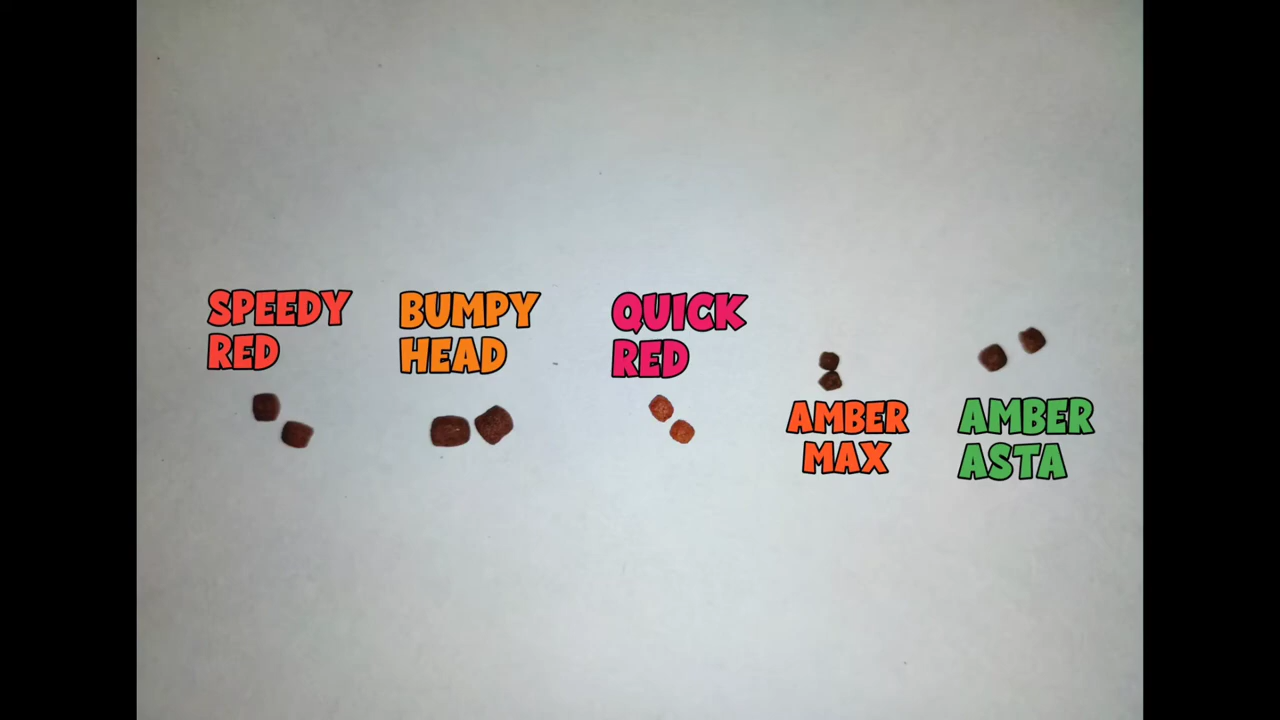 SPEEDY
RED
BUMPY
HEAD
QUICK
RED
AMBER
MAX
AMBER
ASTA